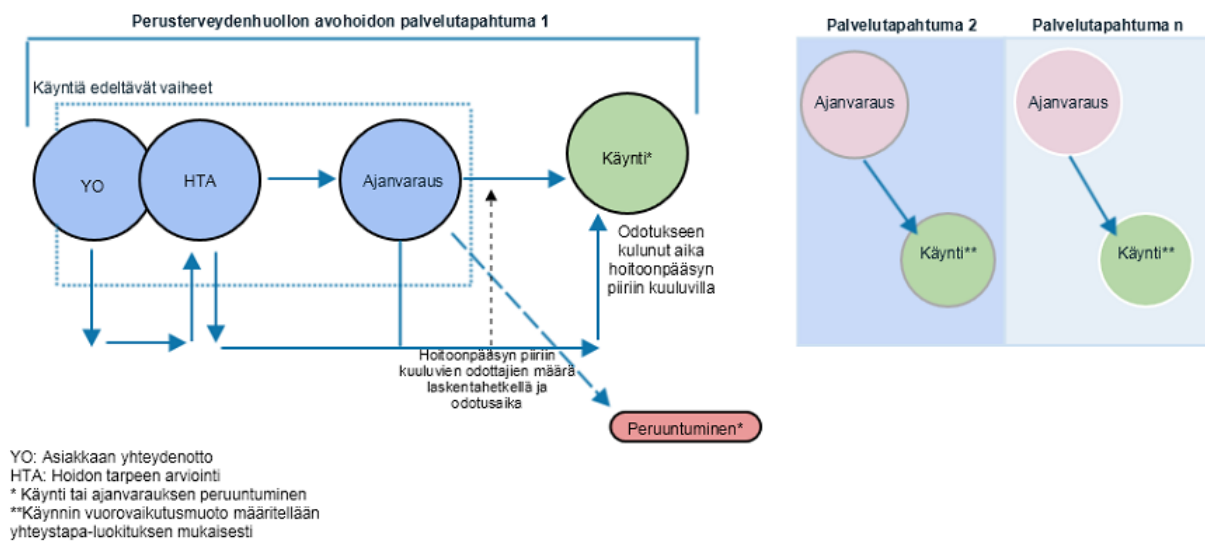 Perusterveydenhuollon avohoidon palvelutapahtuma 1
Käyntiä edeltävät vaiheet
YO
HTA
Ajanvaraus
Käynti*
Odotukseen
kulunut aika
hoitoonpääsyn
piiriin kuuluvilla
Hoitoonpääsyn piiriin
kuuluvien odottajien määrä
laskentahetkellä ja
odotusaika
Peruuntuminen*
Palvelutapahtuma 2
Ajanvaraus
Käynti**
Palvelutapahtuma n
Ajanvaraus
Käynti**
YO: Asiakkaan yhteydenotto
HTA: Hoidon tarpeen arviointi
* Käynti tai ajanvarauksen peruuntuminen
**Käynnin vuorovaikutusmuoto määritellään
yhteystapa-luokituksen mukaisesti